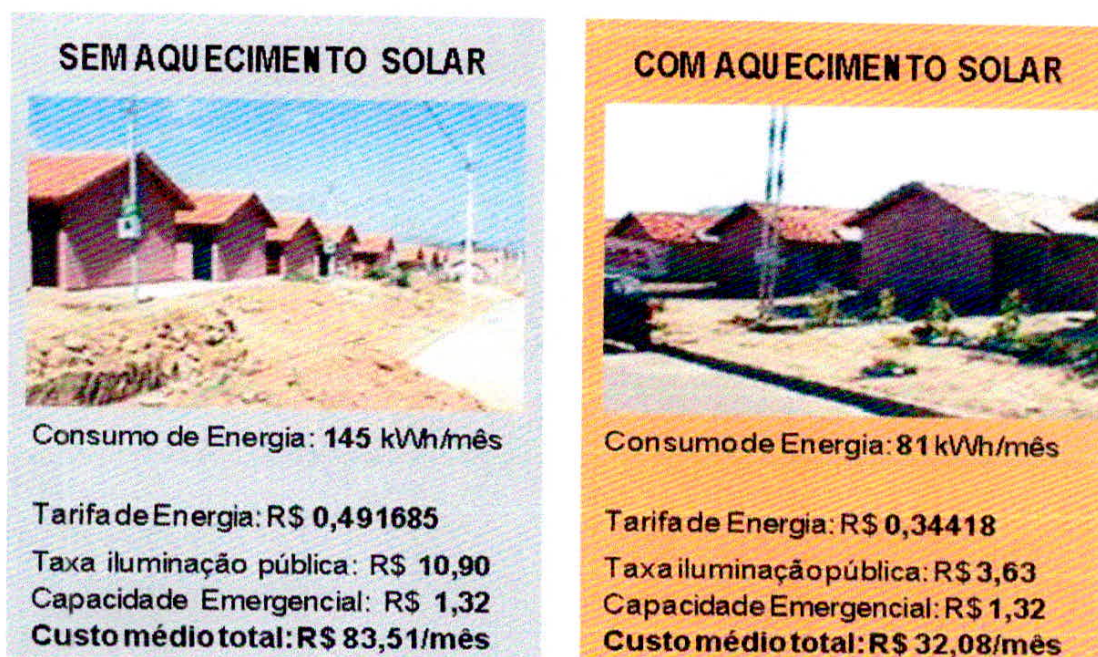 SEM AQUECIMENTO SOLAR
Consumo de Energia: 145 kWh/mês
Tarifa de Energia: R$ 0,491685
Taxa iluminação pública: R$ 10,90
Capacidade Emergencial: R$ 1,32
Custo médio total: R$ 83,51/mês
COM AQUECIMENTO SOLAR
Consumo de Energia: 81 kWh/mês
Tarifa de Energia: R$ 0,34418
Taxa iluminação pública: R$ 3,63
Capacidade Emergencial: R$ 1,32
Custo médio total: R$ 32,08/mês